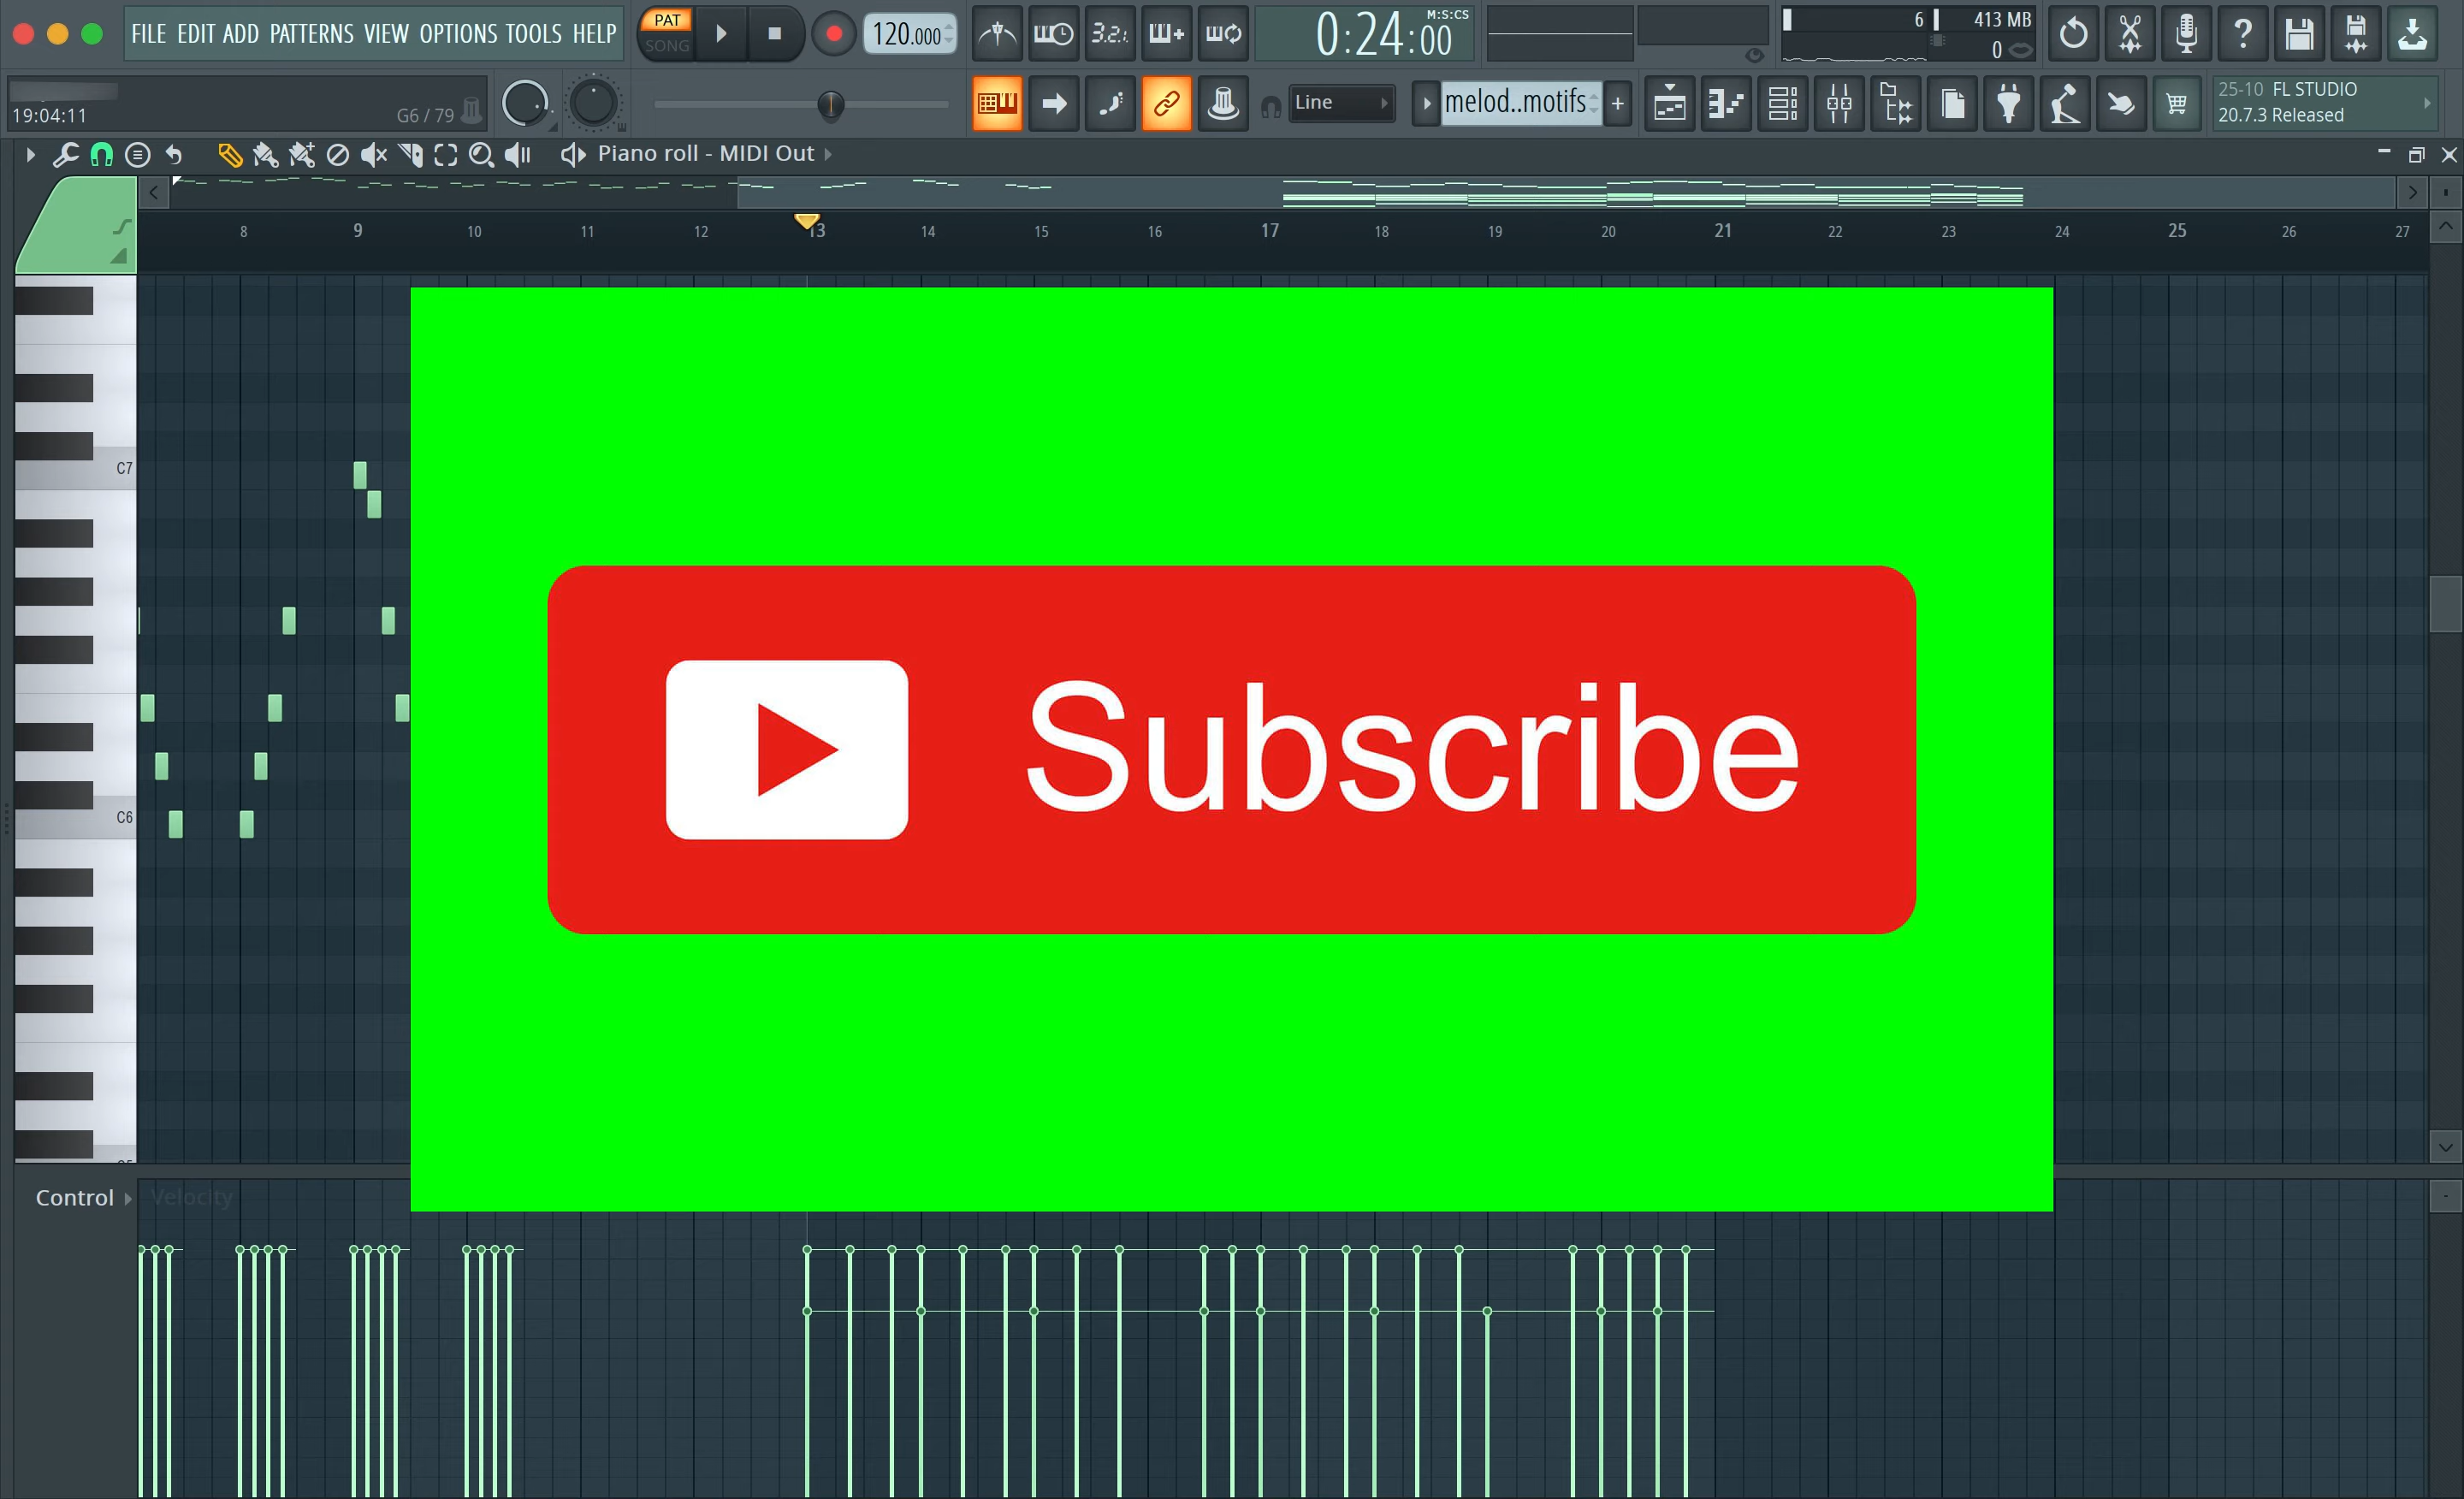 FILE EDIT ADD PATTERNS VIEW OPTIONS TOOLS HELP
PAT
SONG
120.000
3.2.1
M:S:CS
0:24:00
6
413 MB
0
19:04:11
G6 / 79
Line
melod..motifs
25-10 FL STUDIO
20.7.3 Released
Piano roll - MIDI Out
8 9 10 11 12 13 14 15 16 17 18 19 20 21 22 23 24 25 26 27
C7
C6
Subscribe
Control
Velocity